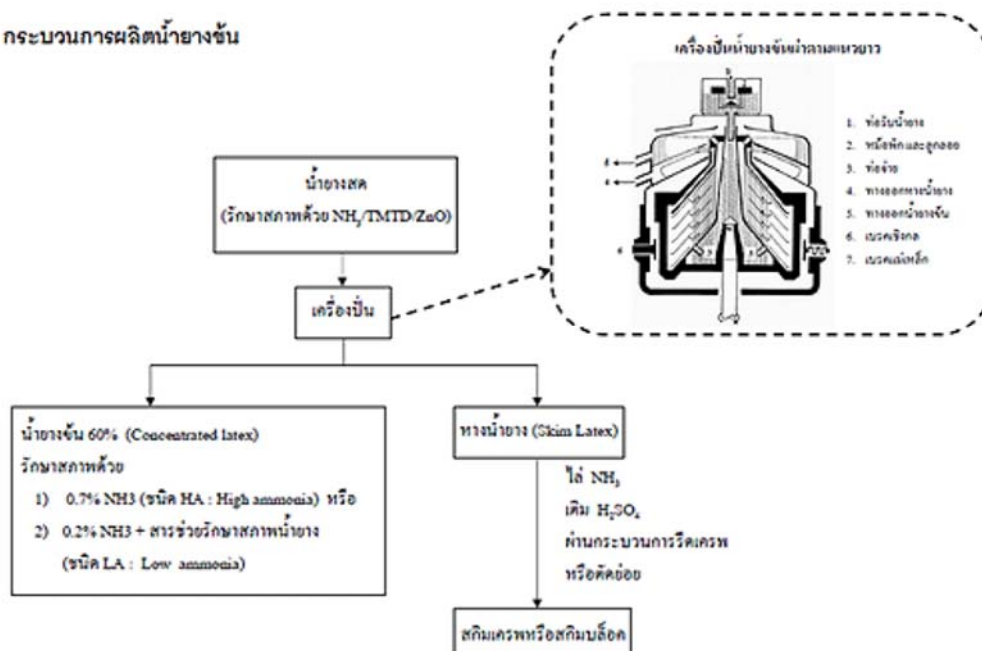 กระบวนการผลิตน้ำยางข้น
น้ำยางสด
(รักษาสภาพด้วย NH3/TMTD/ZnO)
เครื่องปั่น
เครื่องปั่นน้ำยางข้นผ่าตามแนวยาว
1. ท่อรับน้ำยาง
2. หม้อพักและลูกลอย
3. ท่อจ่าย
4. ทางออกหางน้ำยาง
5. ทางออกน้ำยางข้น
6. เบรคเชิงกล
7. เบรคแม่เหล็ก
น้ำยางข้น 60% (Concentrated latex)
รักษาสภาพด้วย
1) 0.7% NH3 (ชนิด HA : High ammonia) หรือ
2) 0.2% NH3 + สารช่วยรักษาสภาพน้ำยาง
(ชนิด LA : Low ammonia)
หางน้ำยาง (Skim Latex)
ไล่ NH3
เติม H2SO4
ผ่านกระบวนการรีดเครพ
หรือตัดย่อย
สกิมเครพหรือสกิมบล็อค